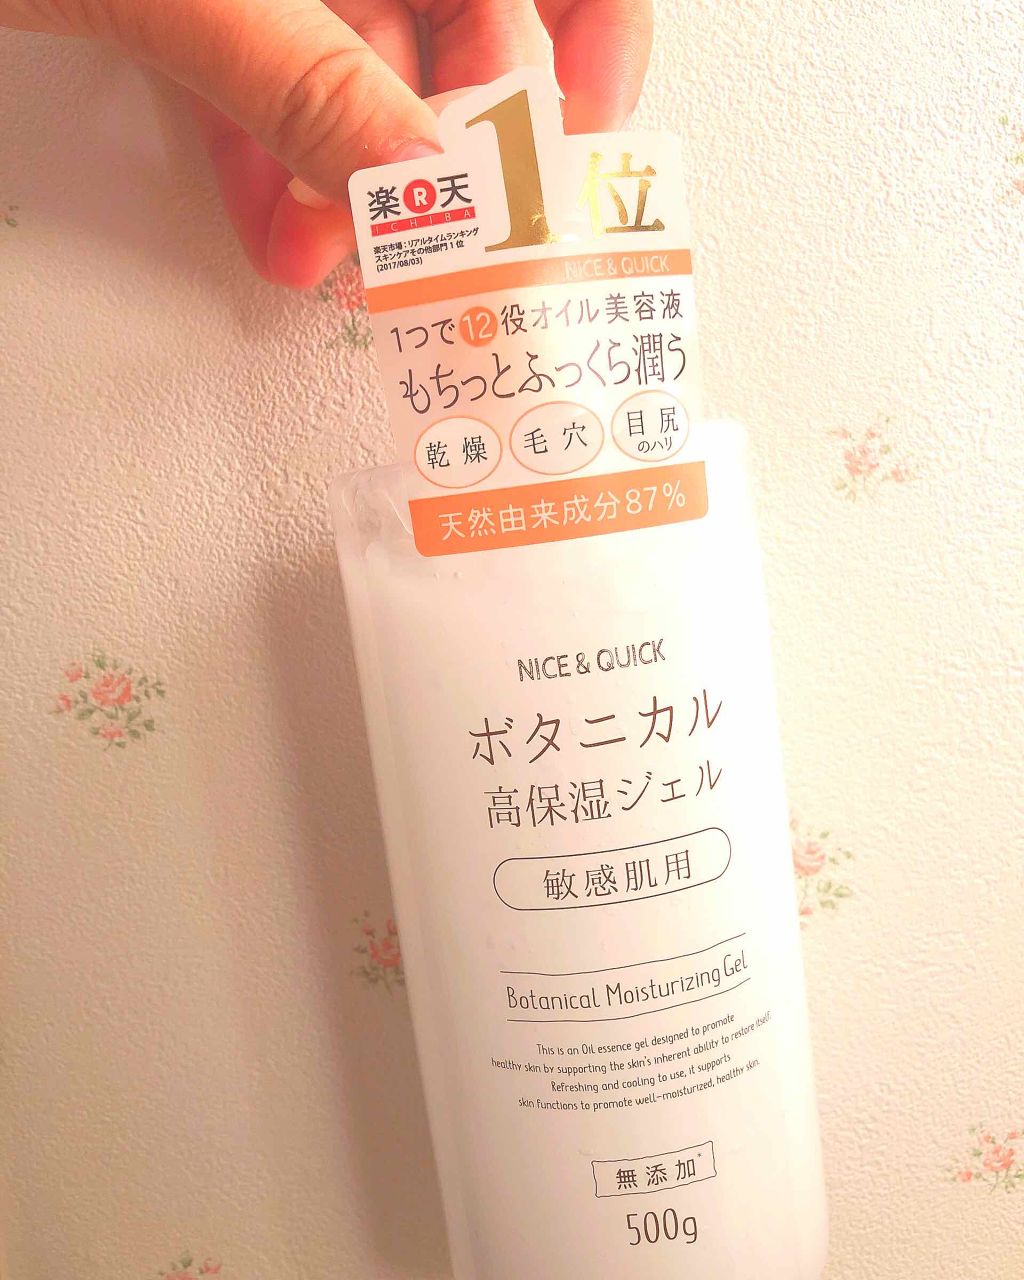 1位
楽R天
ICHIBA
楽天市場:リアルタイムランキング
スキンケアその他部門1位
(2017/08/03)
NICE & QUICK
1つで12役オイル美容液
もちっとふっくら潤う
乾燥 毛穴 目尻のハリ
天然由来成分87%
NICE & QUICK
ボタニカル
高保湿ジェル
敏感肌用
Botanical Moisturizing Gel
This is an Oil essence gel designed to promote
healthy skin by supporting the skin's inherent ability to restore itself.
Refreshing and cooling to use, it supports
skin functions to promote well-moisturized, healthy skin.
無添加*
500g